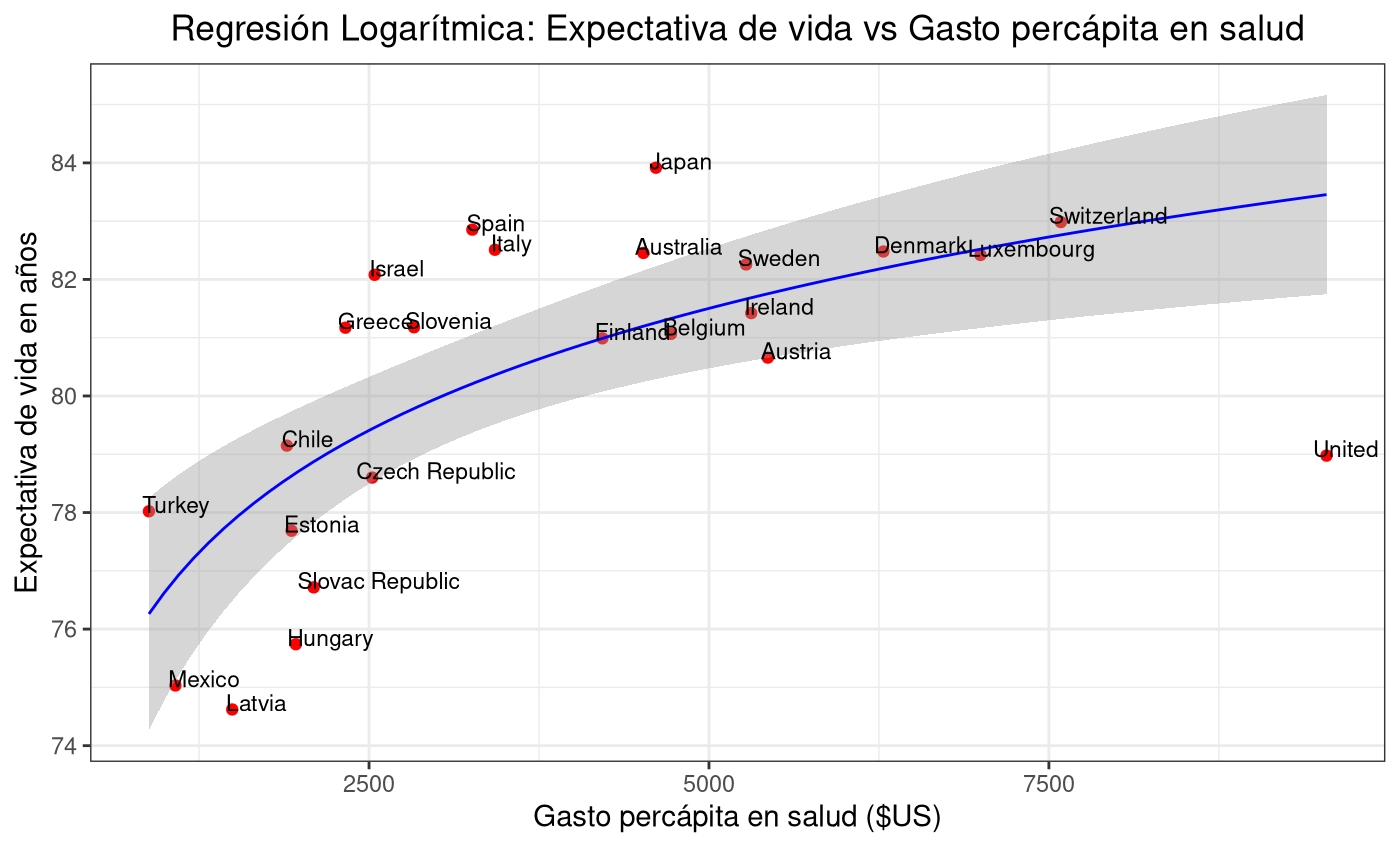 Regresión Logarítmica: Expectativa de vida vs Gasto percápita en salud
Expectativa de vida en años
84
82
80
78
76
74
Japan
Switzerland
Spain
Italy
Australia
Denmark
Luxembourg
Sweden
Israel
Ireland
Greece
Slovenia
Finland
Belgium
Austria
Chile
United
Czech Republic
Turkey
Estonia
Slovac Republic
Hungary
Mexico
Latvia
2500
5000
7500
Gasto percápita en salud ($US)